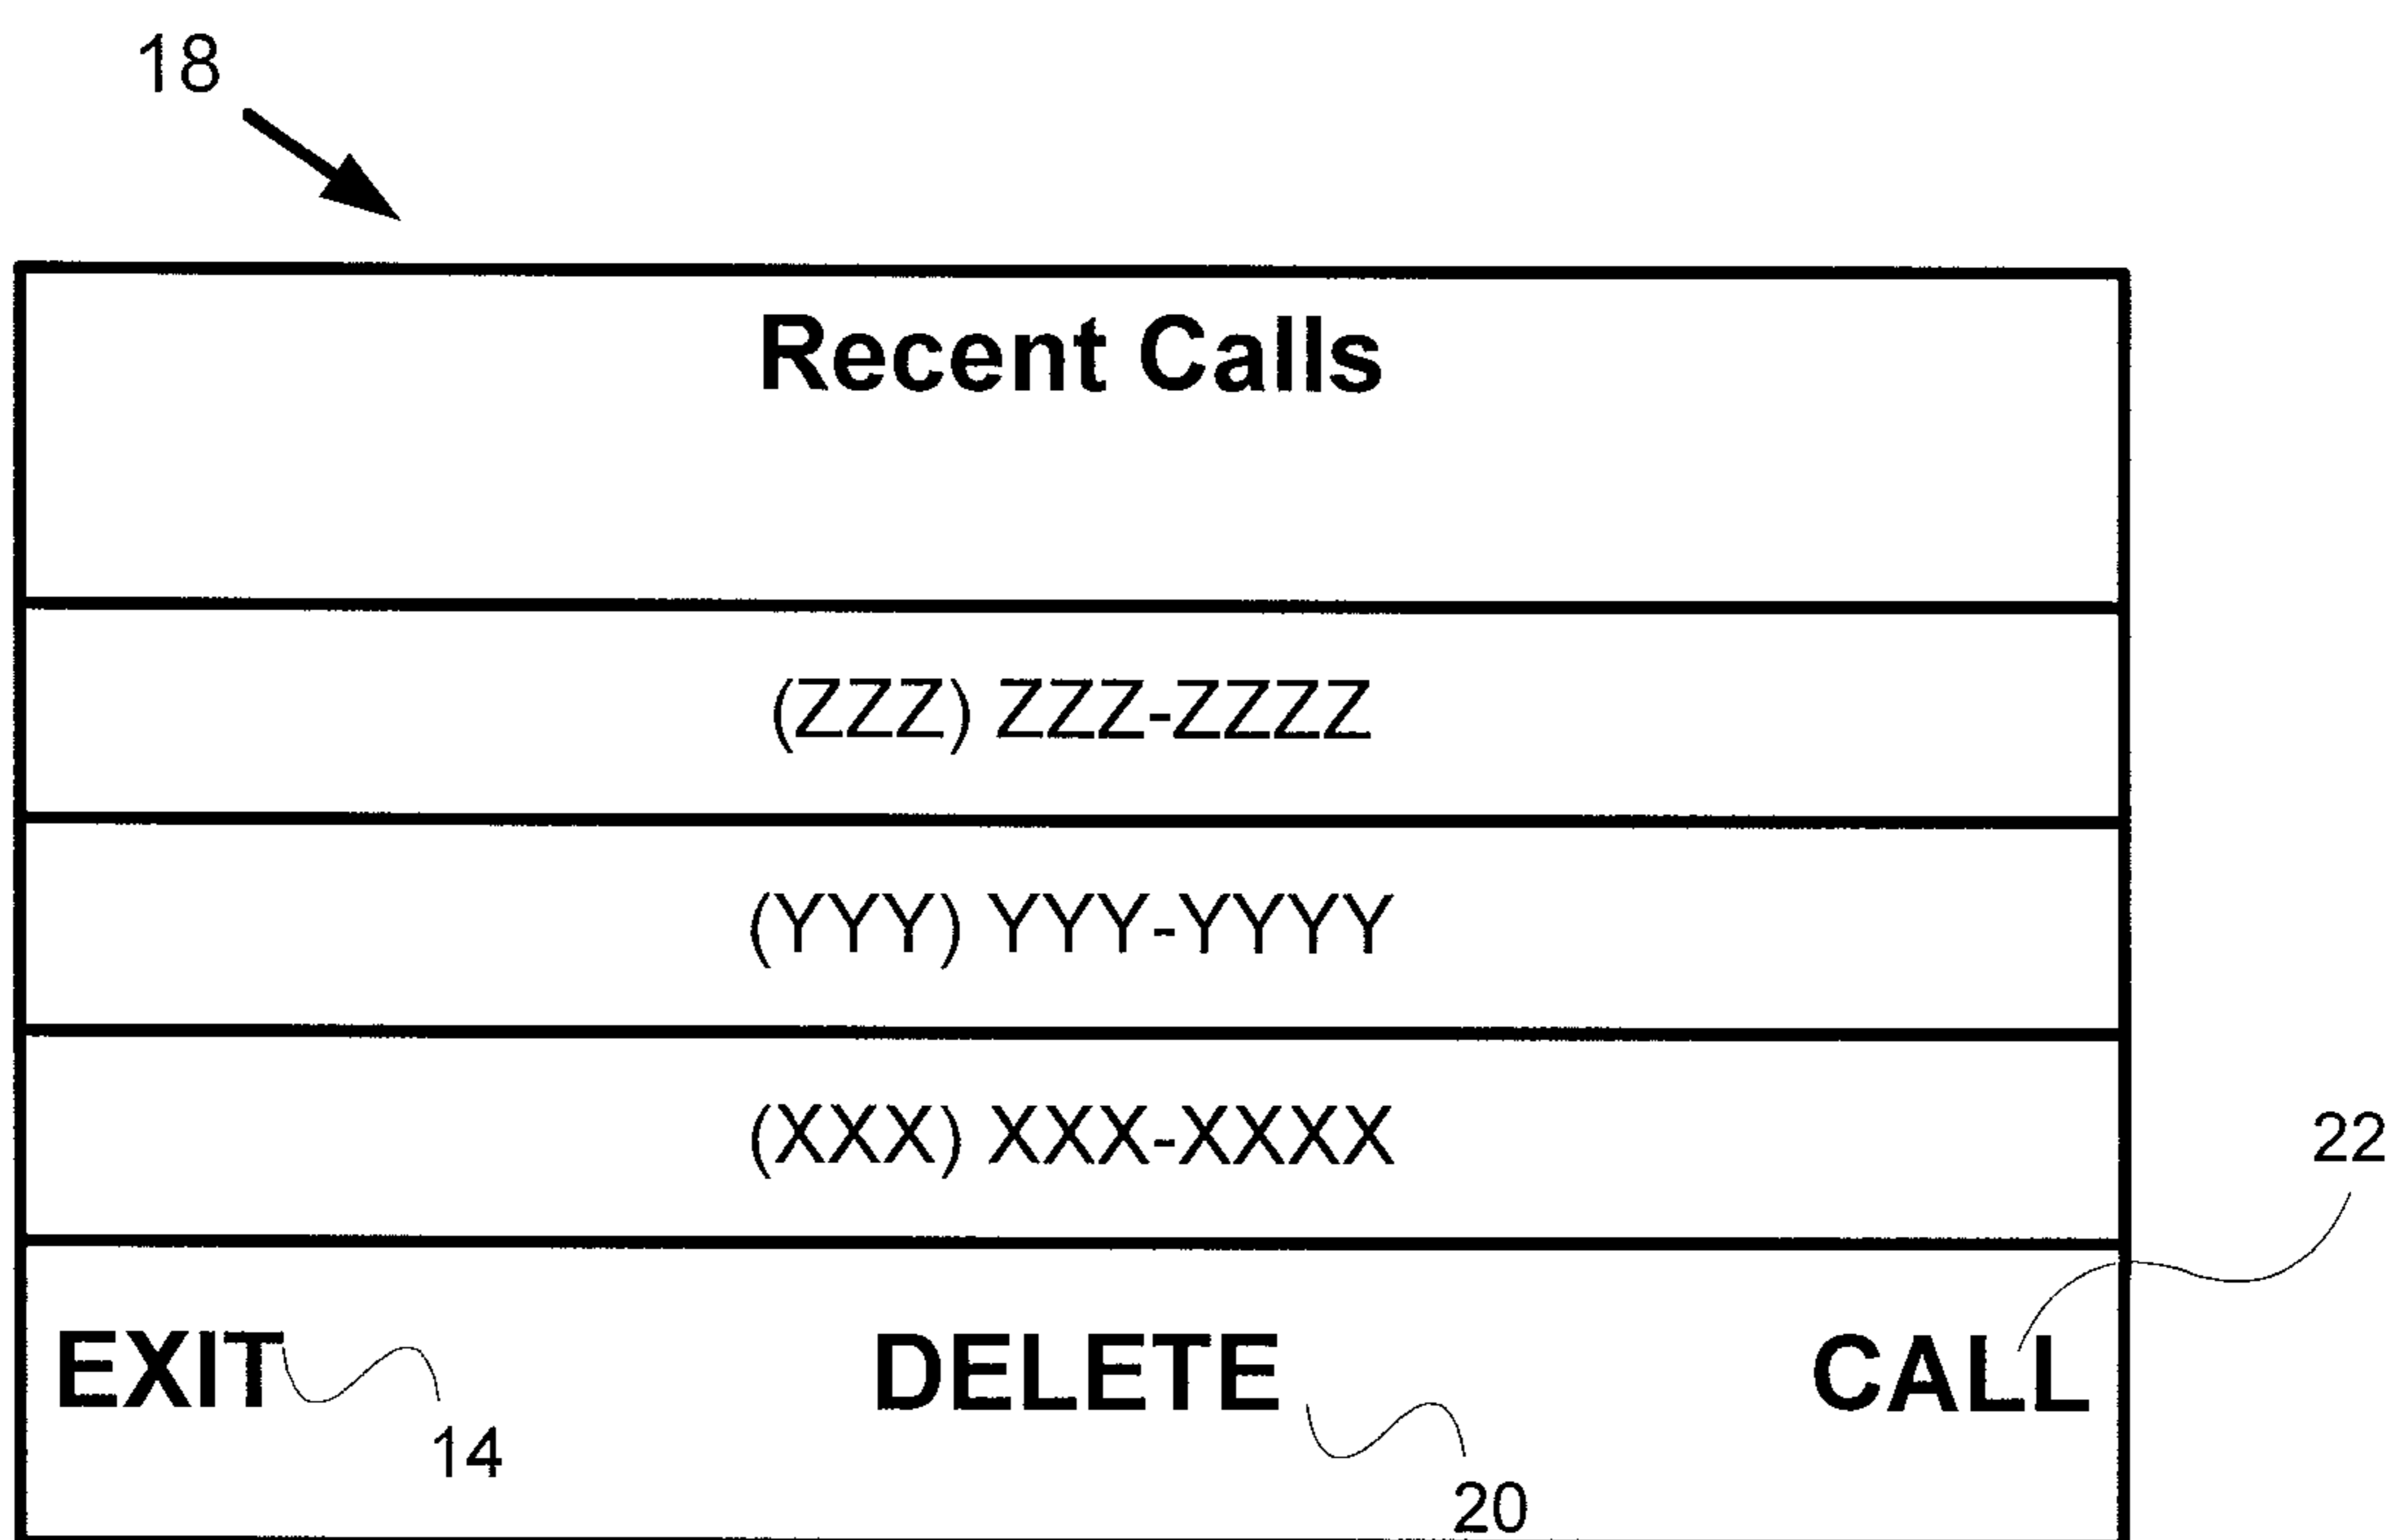 18
Recent Calls
(ZZZ) ZZZ-ZZZZ
(YYY) YYY-YYYY
(XXX) XXX-XXXX
22
EXIT DELETE CALL
14
20